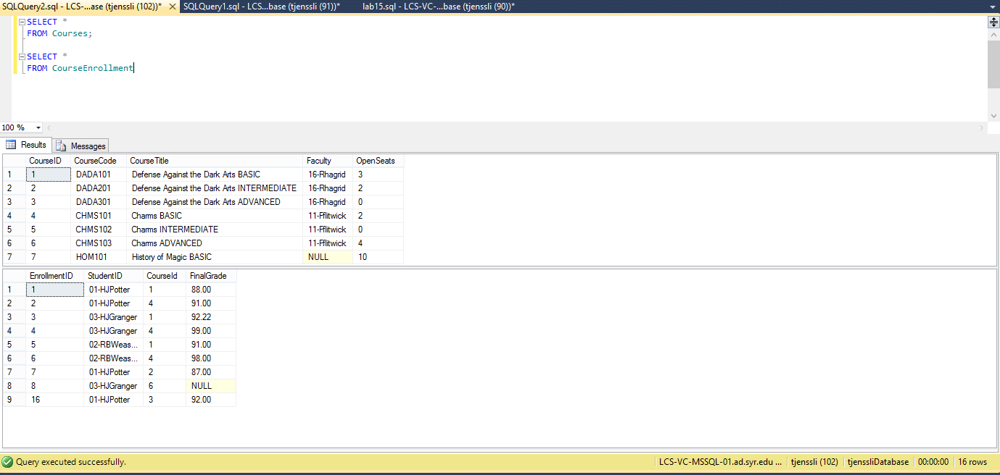 SQLQuery2.sql - LCS-...ase (tjenssli (102))* SQLQuery1.sql - LCS...base (tjenssli (91))* lab15.sql - LCS-VC-...base (tjenssli (90))*
SELECT *
FROM Courses;
SELECT *
FROM CourseEnrollment
100 %
Results Messages
CourseID CourseCode CourseTitle Faculty OpenSeats
1 1 DADA101 Defense Against the Dark Arts BASIC 16-Rhagrid 3
2 2 DADA201 Defense Against the Dark Arts INTERMEDIATE 16-Rhagrid 2
3 3 DADA301 Defense Against the Dark Arts ADVANCED 16-Rhagrid 0
4 4 CHMS101 Charms BASIC 11-Fflitwick 2
5 5 CHMS102 Charms INTERMEDIATE 11-Fflitwick 0
6 6 CHMS103 Charms ADVANCED 11-Fflitwick 4
7 7 HOM101 History of Magic BASIC NULL 10
EnrollmentID StudentID CourseId FinalGrade
1 1 01-HJPotter 1 88.00
2 2 01-HJPotter 4 91.00
3 3 03-HJGranger 1 92.22
4 4 03-HJGranger 4 99.00
5 5 02-RBWeas... 1 91.00
6 6 02-RBWeas... 4 98.00
7 7 01-HJPotter 2 87.00
8 8 03-HJGranger 6 NULL
9 16 01-HJPotter 3 92.00
Query executed successfully. LCS-VC-MSSQL-01.ad.syr.edu ... tjenssli (102) tjenssliDatabase 00:00:00 16 rows